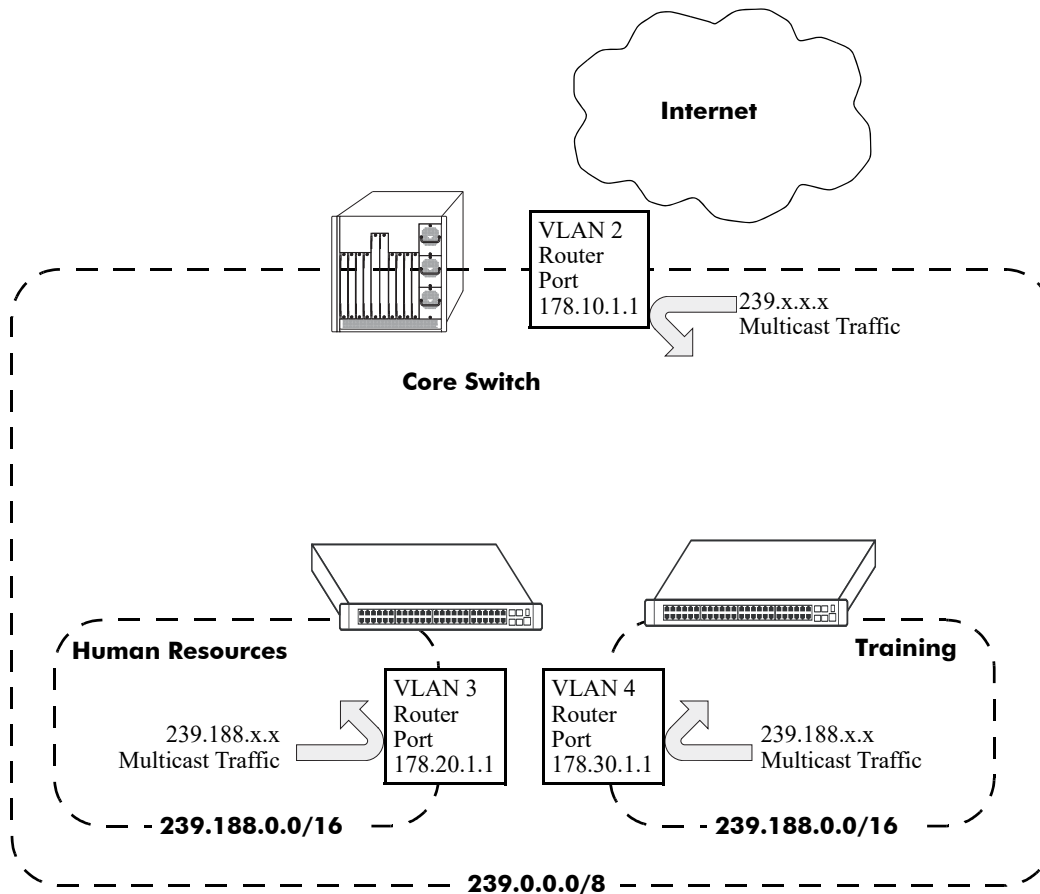 Internet
VLAN 2
Router
Port
178.10.1.1
239.x.x.x
Multicast Traffic
Core Switch
Human Resources
VLAN 3
Router
Port
178.20.1.1
239.188.x.x
Multicast Traffic
239.188.0.0/16
Training
VLAN 4
Router
Port
178.30.1.1
239.188.x.x
Multicast Traffic
239.188.0.0/16
239.0.0.0/8